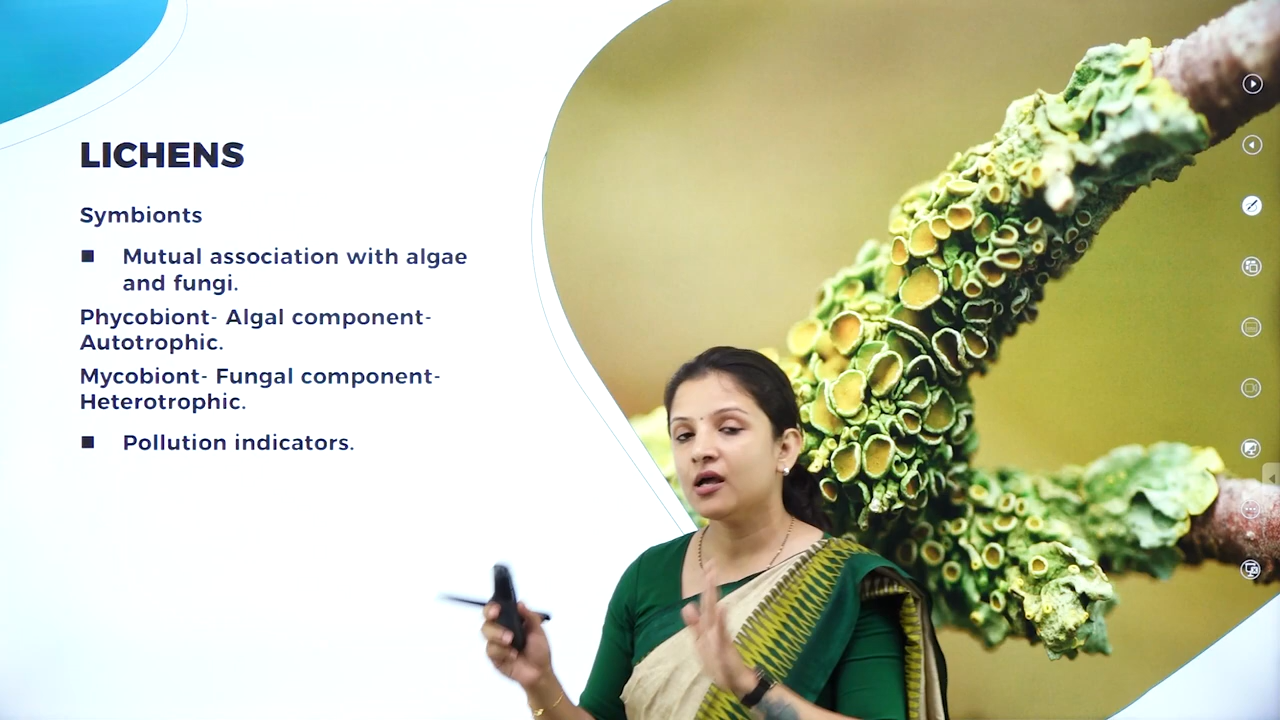 LICHENS
Symbionts
■ Mutual association with algae
and fungi.
Phycobiont- Algal component-
Autotrophic.
Mycobiont- Fungal component-
Heterotrophic.
■ Pollution indicators.